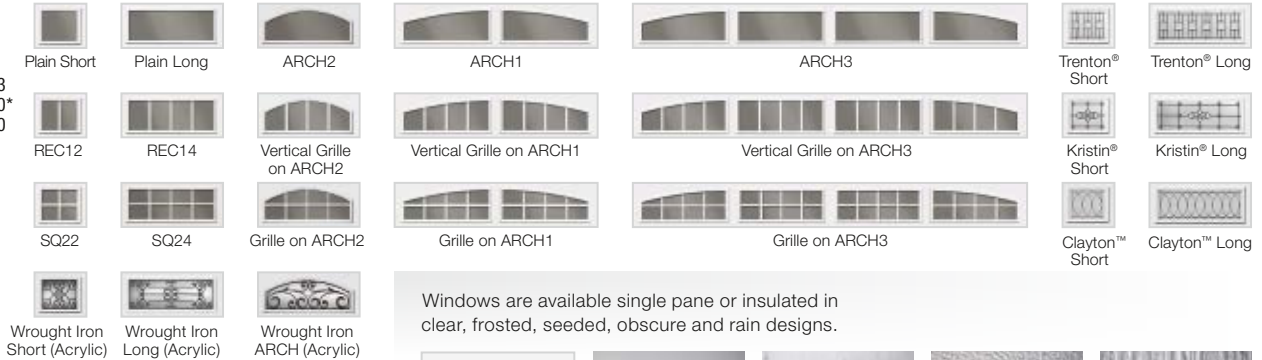 Plain Short
Plain Long
ARCH2
ARCH1
ARCH3
Trenton®
Short
Trenton® Long
3
0*
0
REC12
REC14
Vertical Grille
on ARCH2
Vertical Grille on ARCH1
Vertical Grille on ARCH3
Kristin®
Short
Kristin® Long
SQ22
SQ24
Grille on ARCH2
Grille on ARCH1
Grille on ARCH3
Clayton™
Short
Clayton™ Long
Wrought Iron
Short (Acrylic)
Wrought Iron
Long (Acrylic)
Wrought Iron
ARCH (Acrylic)
Windows are available single pane or insulated in
clear, frosted, seeded, obscure and rain designs.